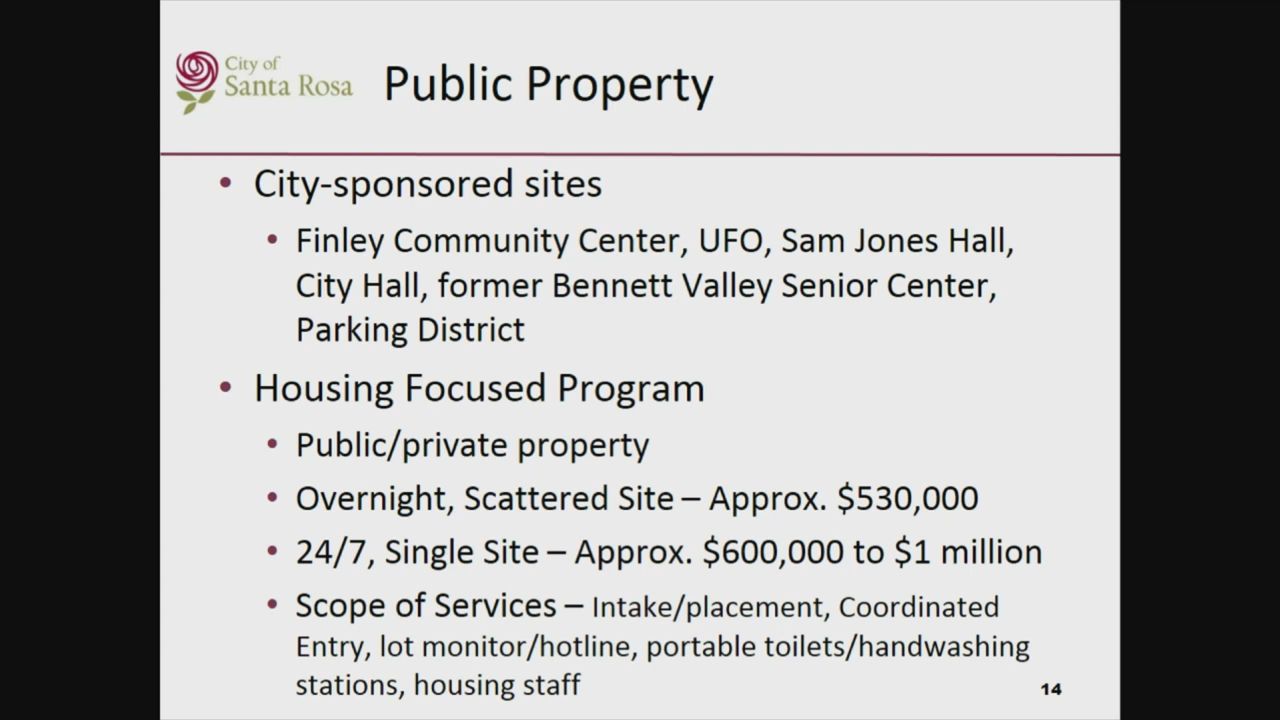 City of
Santa Rosa
Public Property
• City-sponsored sites
• Finley Community Center, UFO, Sam Jones Hall,
City Hall, former Bennett Valley Senior Center,
Parking District
• Housing Focused Program
• Public/private property
• Overnight, Scattered Site – Approx. $530,000
• 24/7, Single Site – Approx. $600,000 to $1 million
• Scope of Services – Intake/placement, Coordinated
Entry, lot monitor/hotline, portable toilets/handwashing
stations, housing staff
14